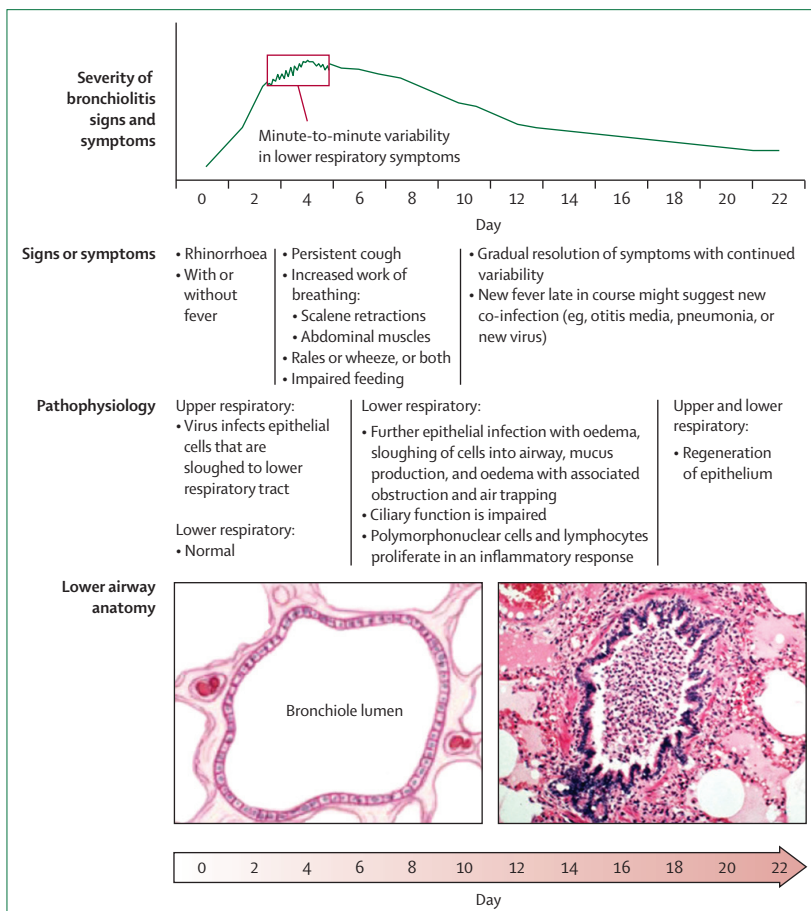 Severity of
bronchiolitis
signs and
symptoms
Minute-to-minute variability
in lower respiratory symptoms
0 2 4 6 8 10 12 14 16 18 20 22
Day
Signs or symptoms
• Rhinorrhoea
• With or
without
fever
• Persistent cough
• Increased work of
breathing:
• Scalene retractions
• Abdominal muscles
• Rales or wheeze, or both
• Impaired feeding
• Gradual resolution of symptoms with continued
variability
• New fever late in course might suggest new
co-infection (eg, otitis media, pneumonia, or
new virus)
Pathophysiology
Upper respiratory:
• Virus infects epithelial
cells that are
sloughed to lower
respiratory tract
Lower respiratory:
• Normal
Lower respiratory:
• Further epithelial infection with oedema,
sloughing of cells into airway, mucus
production, and oedema with associated
obstruction and air trapping
• Ciliary function is impaired
• Polymorphonuclear cells and lymphocytes
proliferate in an inflammatory response
Upper and lower
respiratory:
• Regeneration
of epithelium
Lower airway
anatomy
Bronchiole lumen
0 2 4 6 8 10 12 14 16 18 20 22
Day